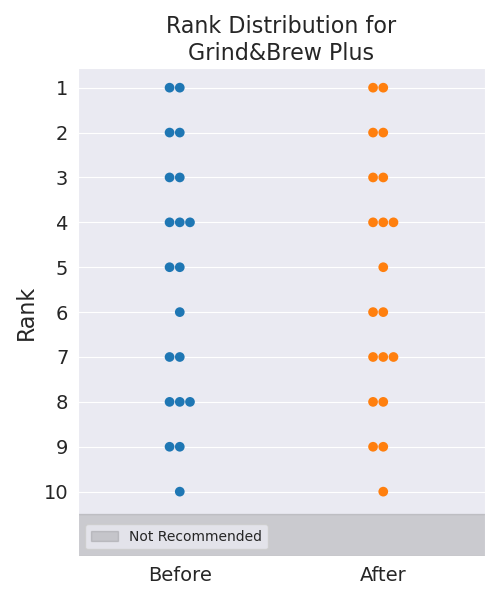 Rank Distribution for
Grind&Brew Plus
Rank
1
2
3
4
5
6
7
8
9
10
Not Recommended
Before
After